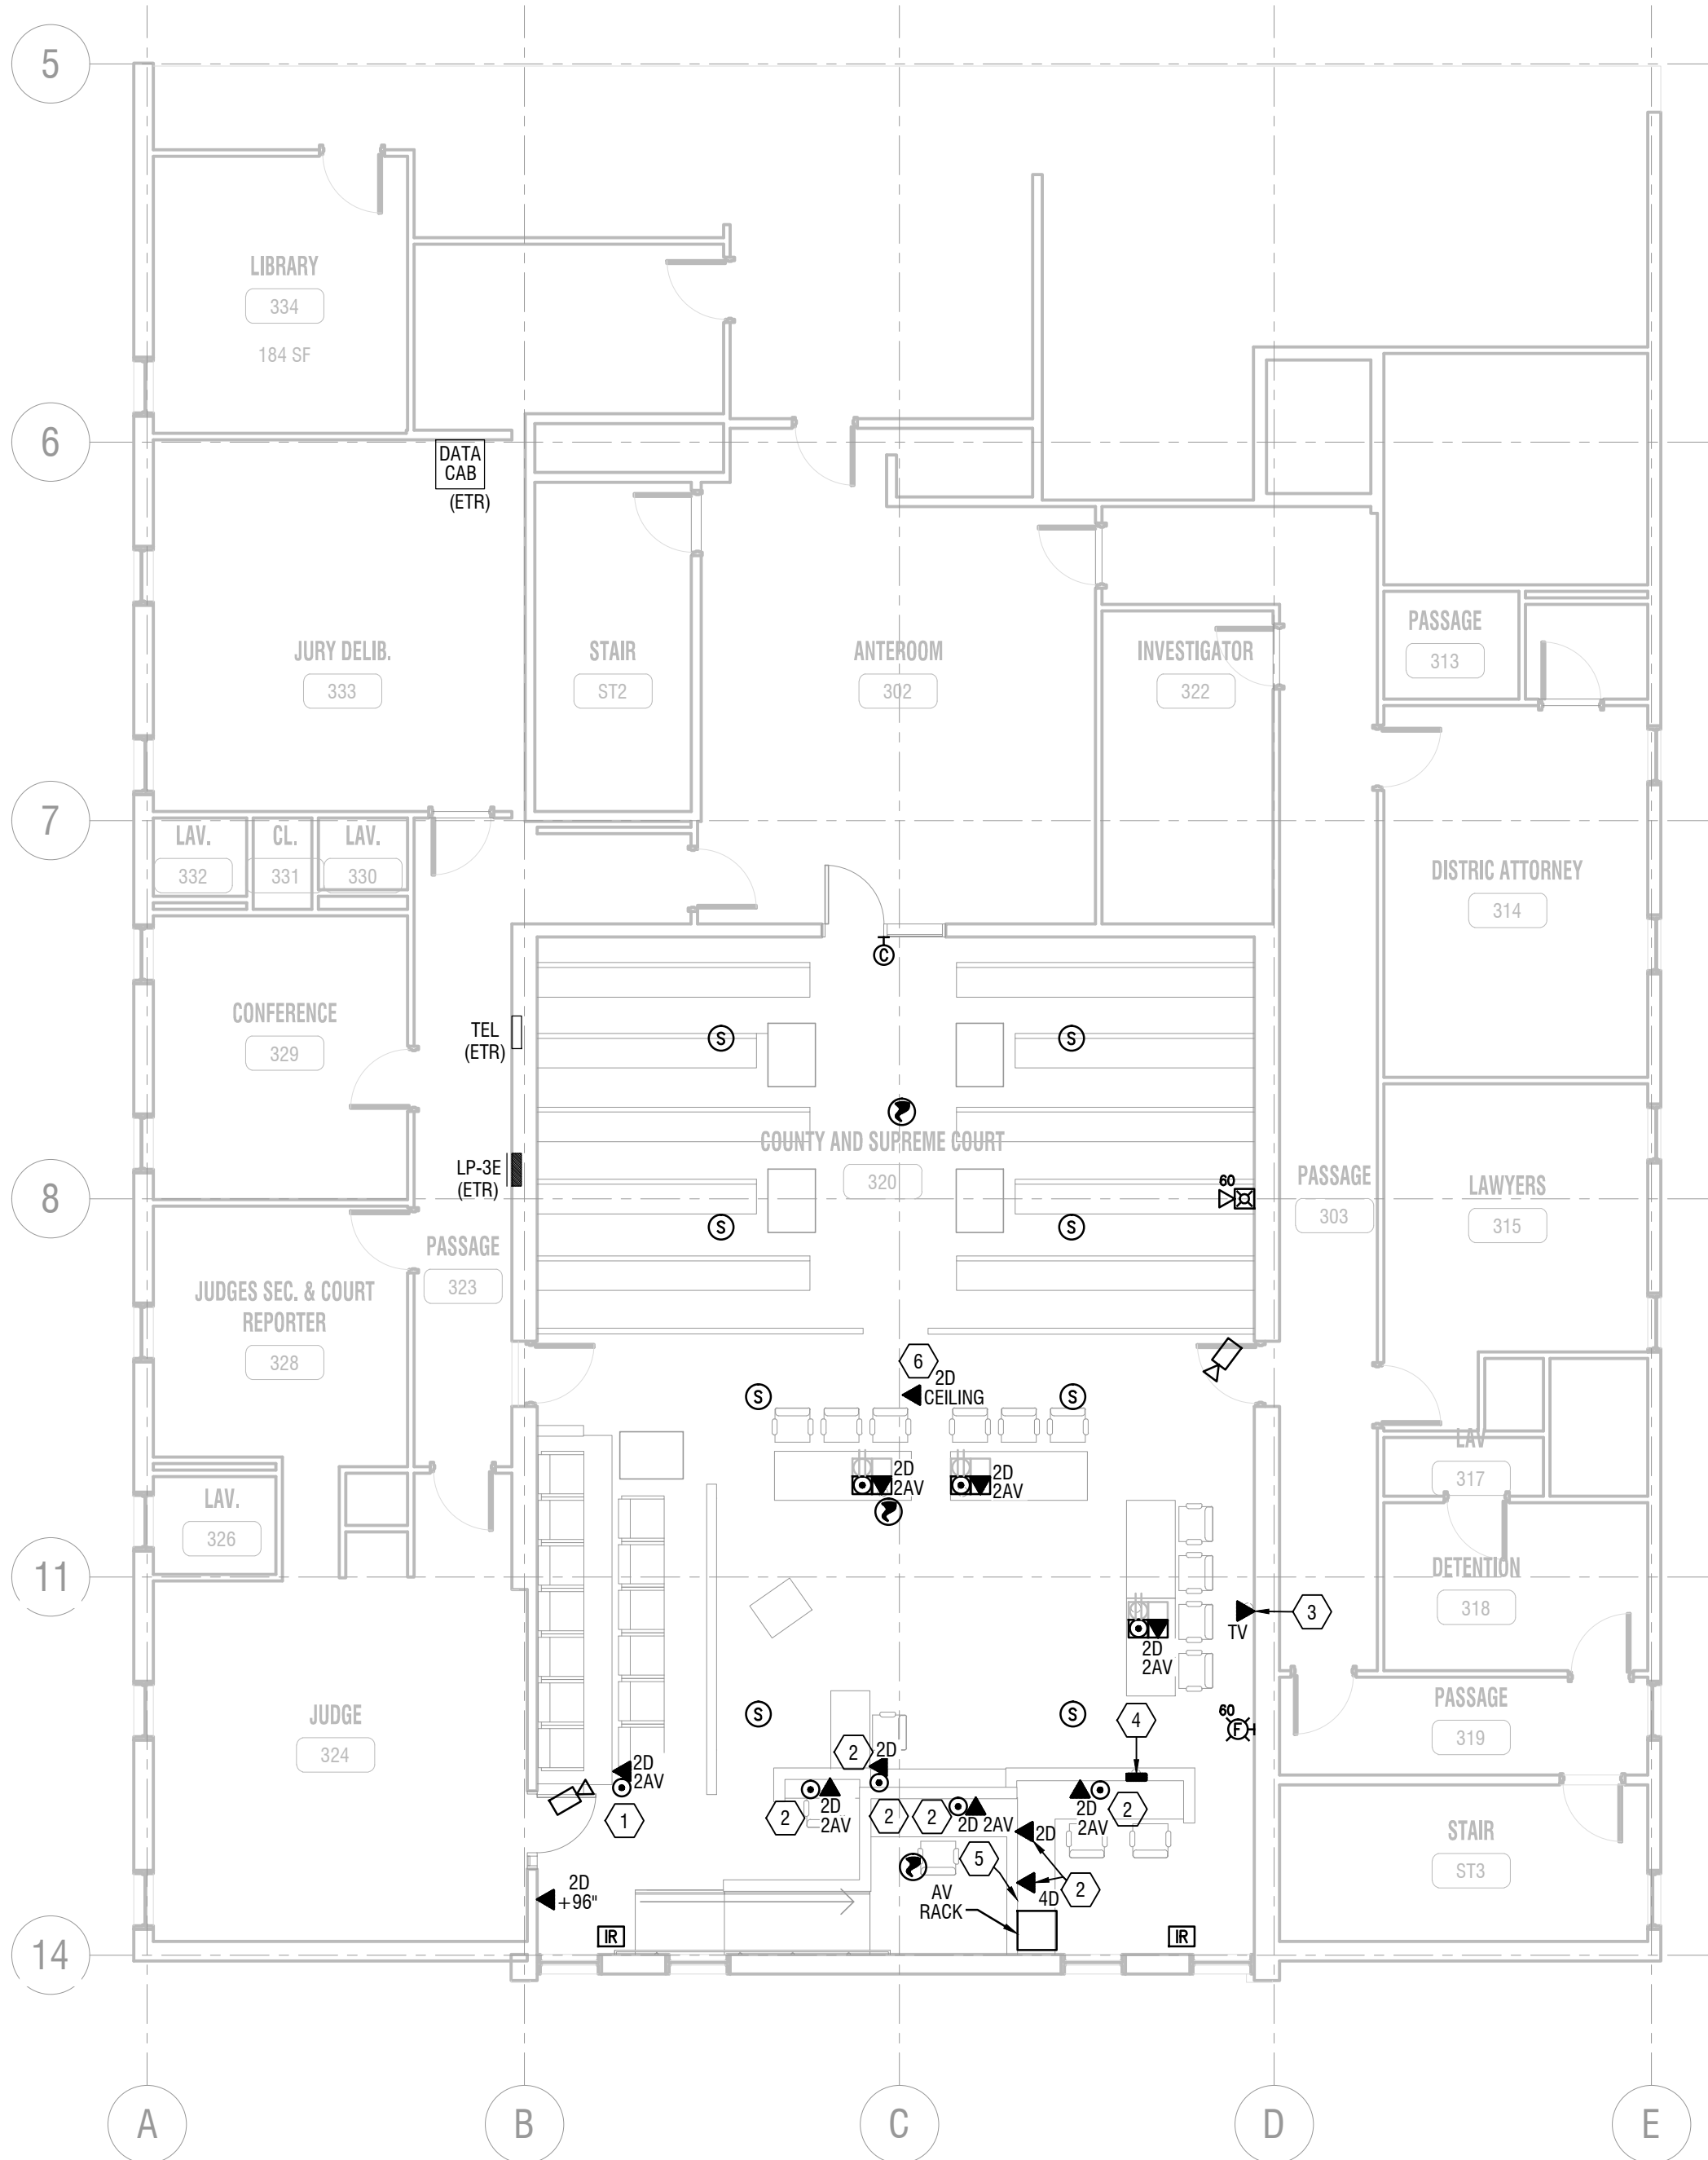 5
LIBRARY
334
184 SF
6
DATA
CAB
(ETR)
PASSAGE
313
JURY DELIB.
333
STAIR
ST2
ANTEROOM
302
INVESTIGATOR
322
7
LAV.
332
CL.
331
LAV.
330
DISTRIC ATTORNEY
314
C
CONFERENCE
329
TEL
(ETR)
S
S
COUNTY AND SUPREME COURT
320
LP-3E
(ETR)
8
60
PASSAGE
303
LAWYERS
315
S
S
PASSAGE
323
JUDGES SEC. & COURT
REPORTER
328
6
2D
CEILING
S
S
LAV
317
2D
2AV
2D
2AV
LAV.
326
11
DETENTION
318
3
TV
2D
2AV
PASSAGE
319
JUDGE
324
S
S
4
60
F
2
2D
2D
2AV
1
2
2D
2AV
2
2
2D 2AV
2D
2AV
2
2D
STAIR
ST3
5
2
4D
2D
+96"
AV
RACK
IR
IR
14
A
B
C
D
E